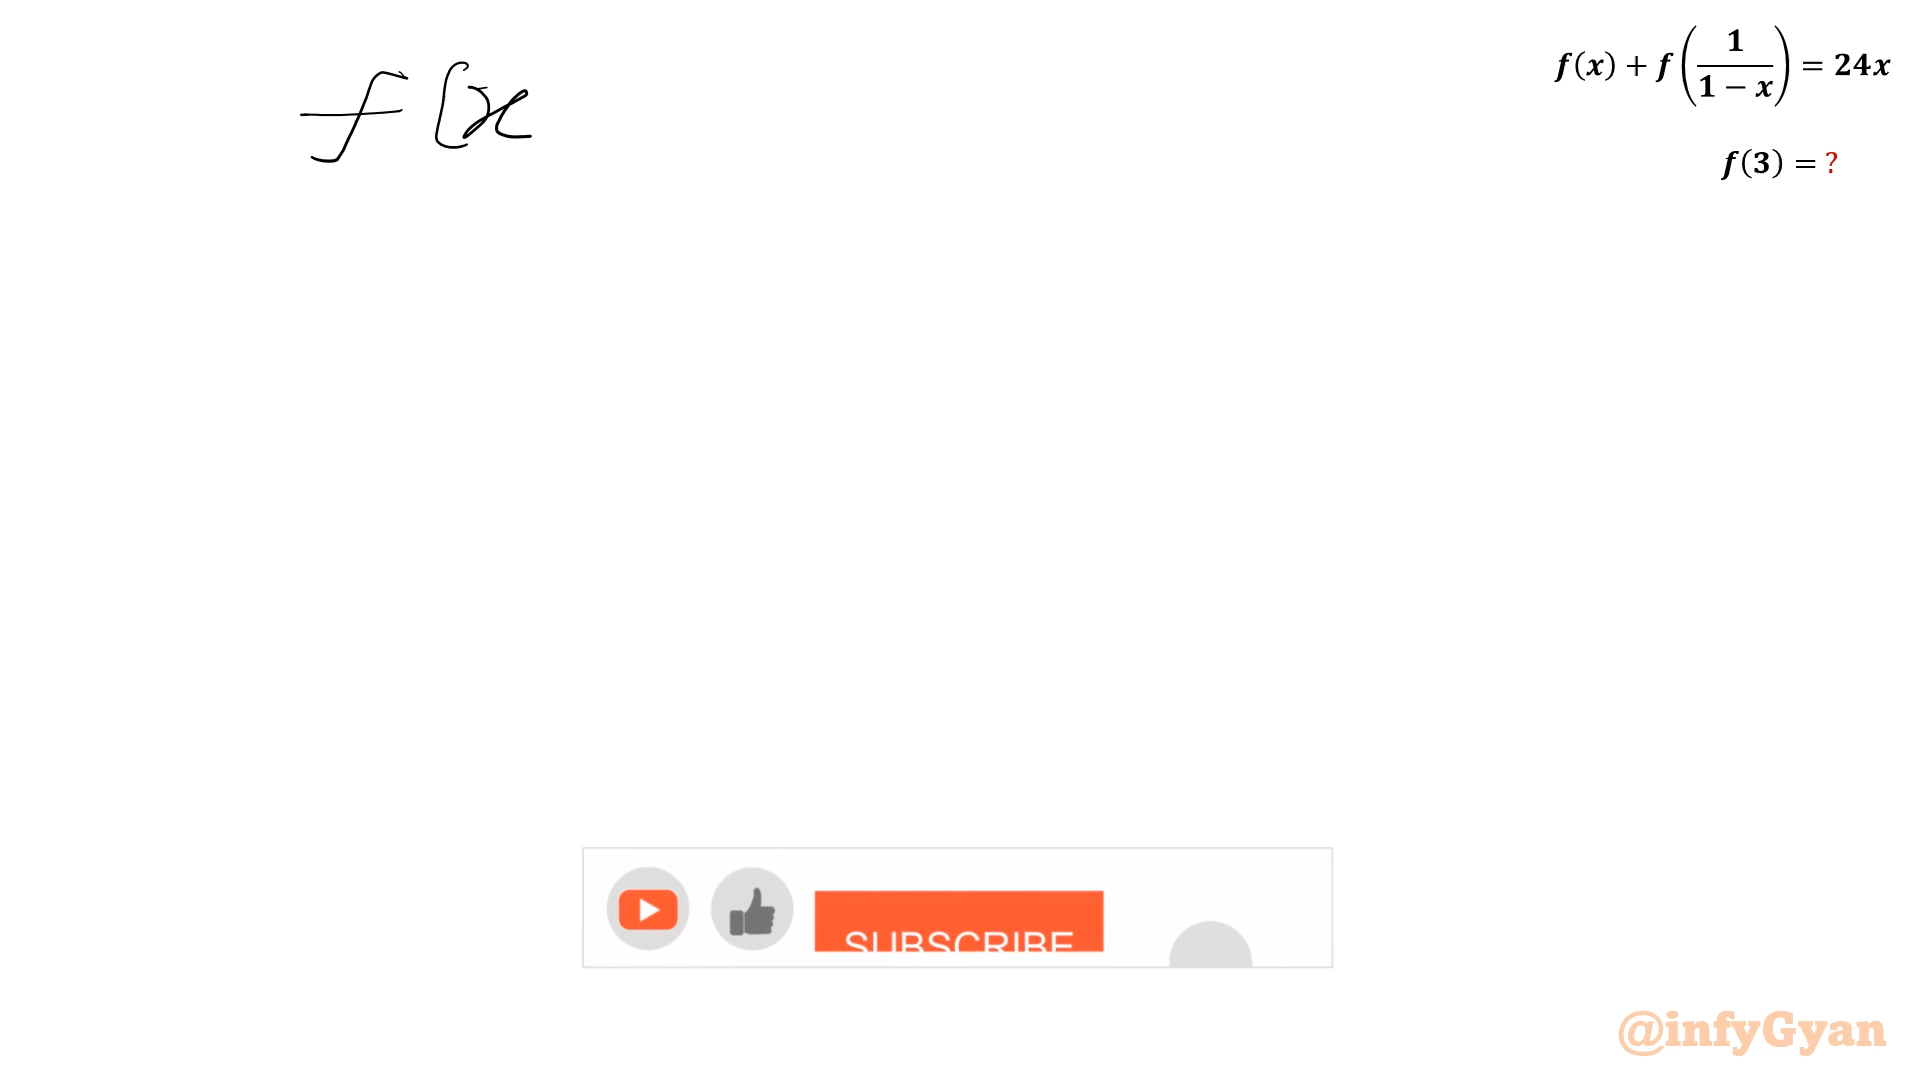 f(x
f(x) + f(1/(1 − x)) = 24x
f(3) = ?
SUBSCRIBE
@infyGyan